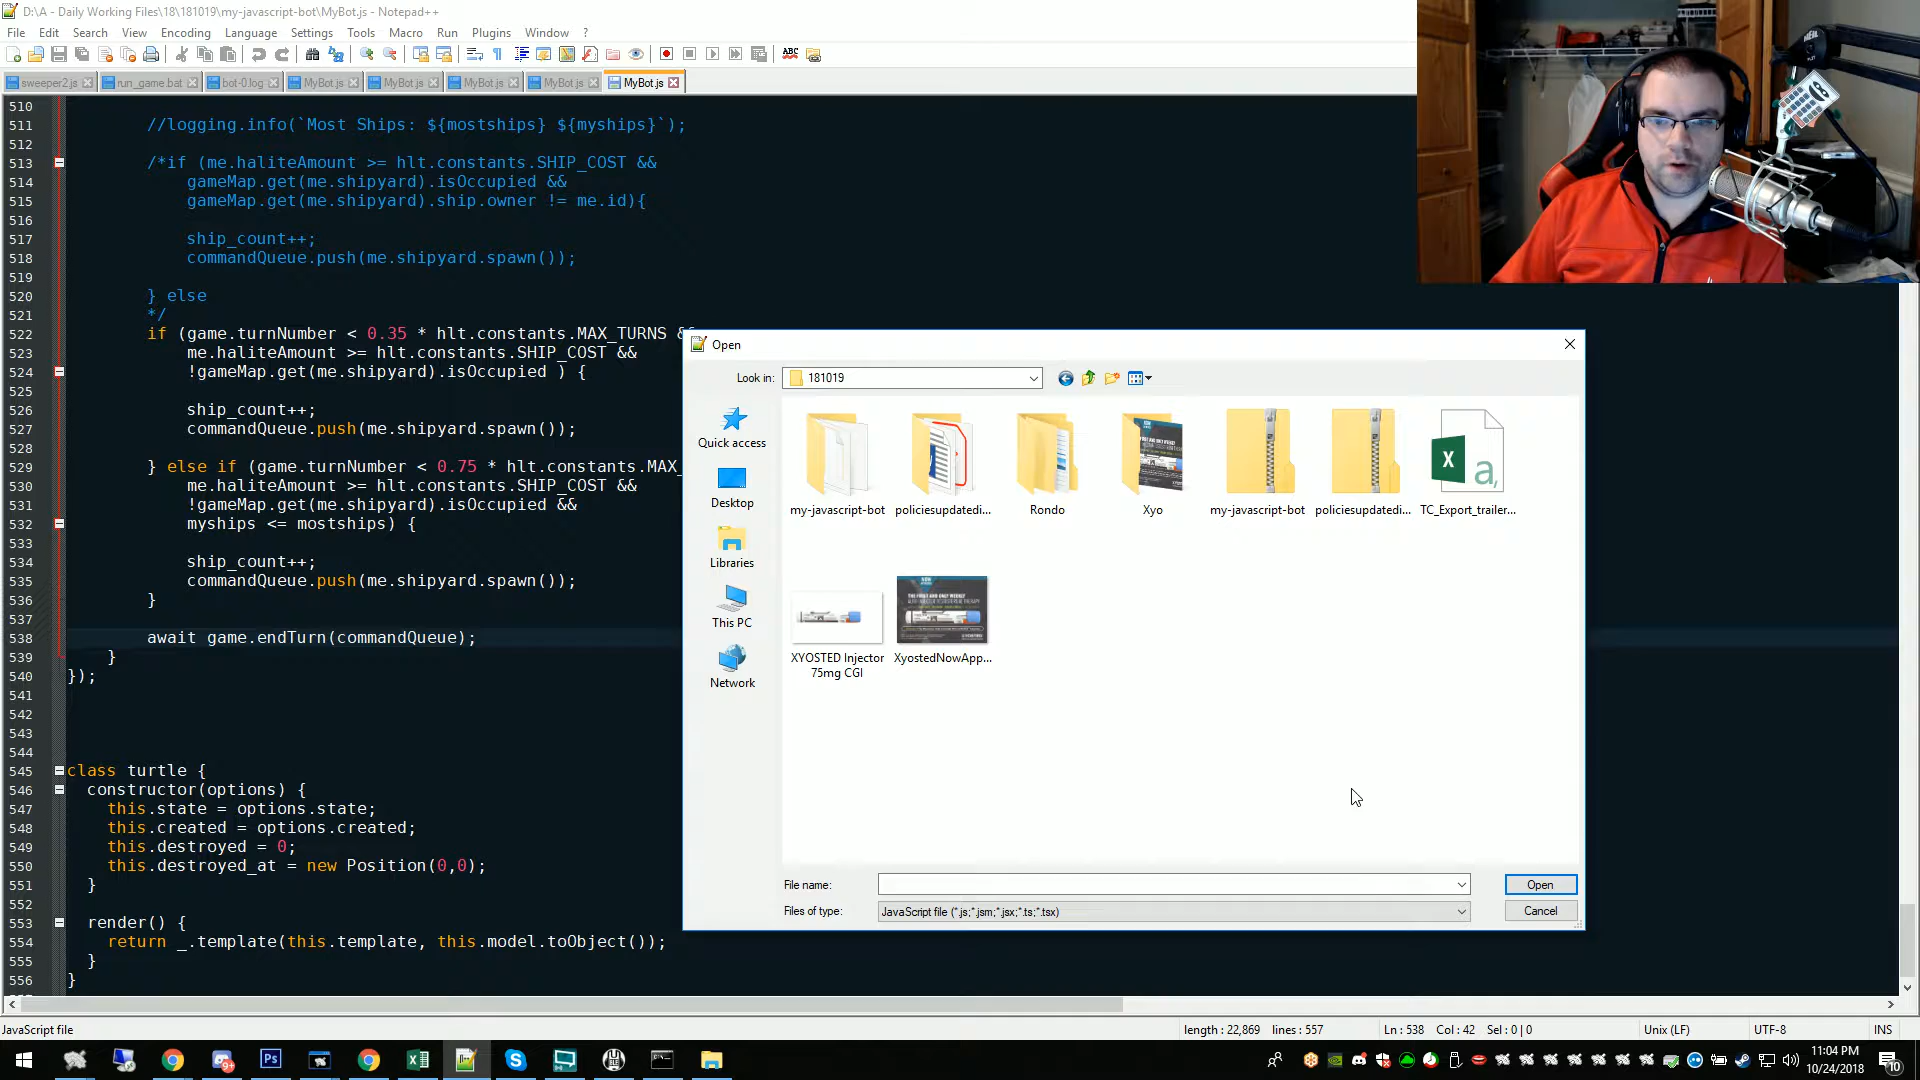 D:\A - Daily Working Files\18\181019\my-javascript-bot\MyBot.js - Notepad++
File Edit Search View Encoding Language Settings Tools Macro Run Plugins Window ?
sweeper2.js run_game.bat bot-0.log MyBot.js MyBot.js MyBot.js MyBot.js MyBot.js
510
511 //logging.info(`Most Ships: ${mostships} ${myships}`);
512
513 /*if (me.haliteAmount >= hlt.constants.SHIP_COST &&
514 gameMap.get(me.shipyard).isOccupied &&
515 gameMap.get(me.shipyard).ship.owner != me.id){
516
517 ship_count++;
518 commandQueue.push(me.shipyard.spawn());
519
520 } else
521 */
522 if (game.turnNumber < 0.35 * hlt.constants.MAX_TURNS &&
523 me.haliteAmount >= hlt.constants.SHIP_COST &&
524 !gameMap.get(me.shipyard).isOccupied ) {
525
526 ship_count++;
527 commandQueue.push(me.shipyard.spawn());
528
529 } else if (game.turnNumber < 0.75 * hlt.constants.MAX_
530 me.haliteAmount >= hlt.constants.SHIP_COST &&
531 !gameMap.get(me.shipyard).isOccupied &&
532 myships <= mostships) {
533
534 ship_count++;
535 commandQueue.push(me.shipyard.spawn());
536 }
537
538 await game.endTurn(commandQueue);
539 }
540 });
541
542
543
544
545 class turtle {
546 constructor(options) {
547 this.state = options.state;
548 this.created = options.created;
549 this.destroyed = 0;
550 this.destroyed_at = new Position(0,0);
551 }
552
553 render() {
554 return _.template(this.template, this.model.toObject());
555 }
556 }
Open
Look in: 181019
Quick access
Desktop
Libraries
This PC
Network
my-javascript-bot policiesupdatedi... Rondo Xyo my-javascript-bot policiesupdatedi... TC_Export_trailer...
XYOSTED Injector 75mg CGI
XyostedNowApp...
File name: Open
Files of type: JavaScript file (*.js;*.jsm;*.jsx;*.ts;*.tsx) Cancel
JavaScript file length : 22,869 lines : 557 Ln : 538 Col : 42 Sel : 0 | 0 Unix (LF) UTF-8 INS
11:04 PM
10/24/2018